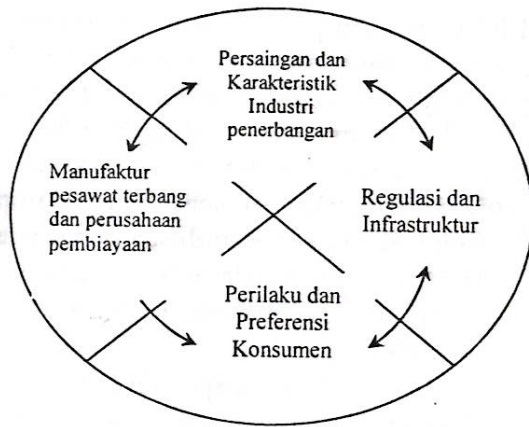 Persaingan dan
Karakteristik
Industri
penerbangan
Manufaktur
pesawat terbang
dan perusahaan
pembiayaan
Regulasi dan
Infrastruktur
Perilaku dan
Preferensi
Konsumen